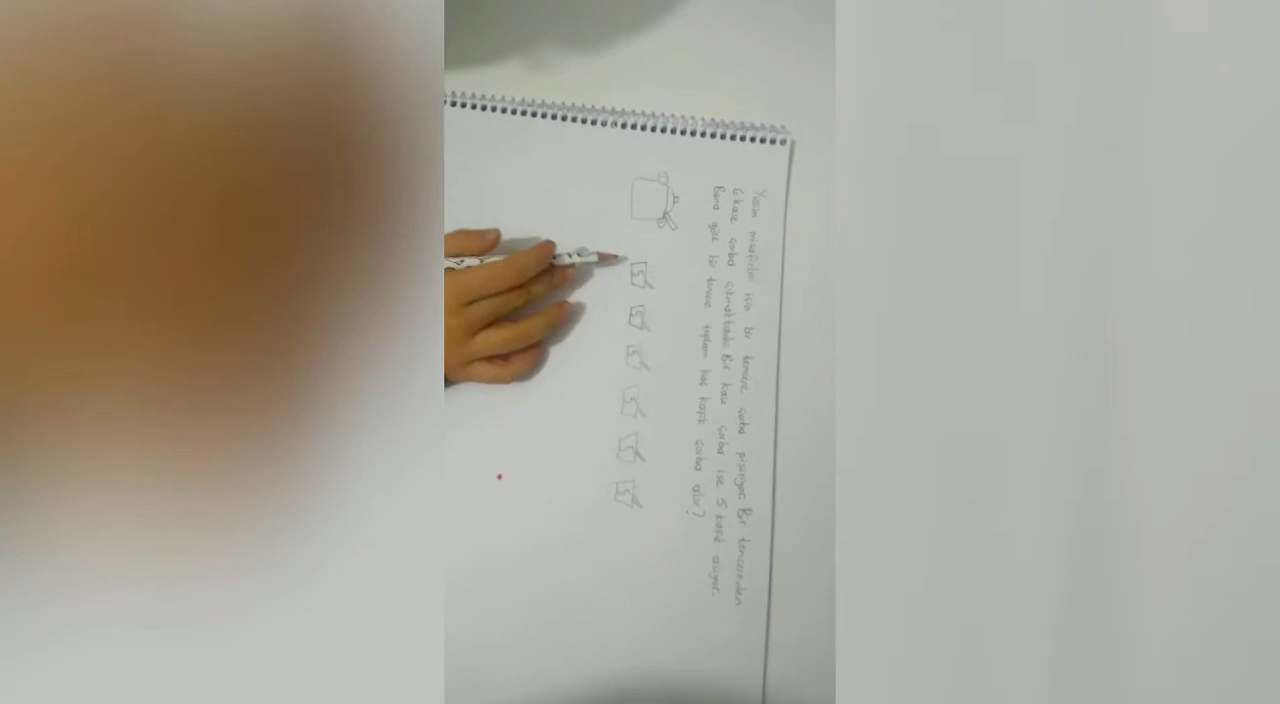 Yasin misafirler için bir tencere çorba pişiriyor. Bir tencereden
6 kase çorba çıkmaktadır. Bir kase çorba ise 5 kaşık alıyor.
Buna göre bir tencere toplam kaç kaşık çorba alır?
5 5 5 5 5 5